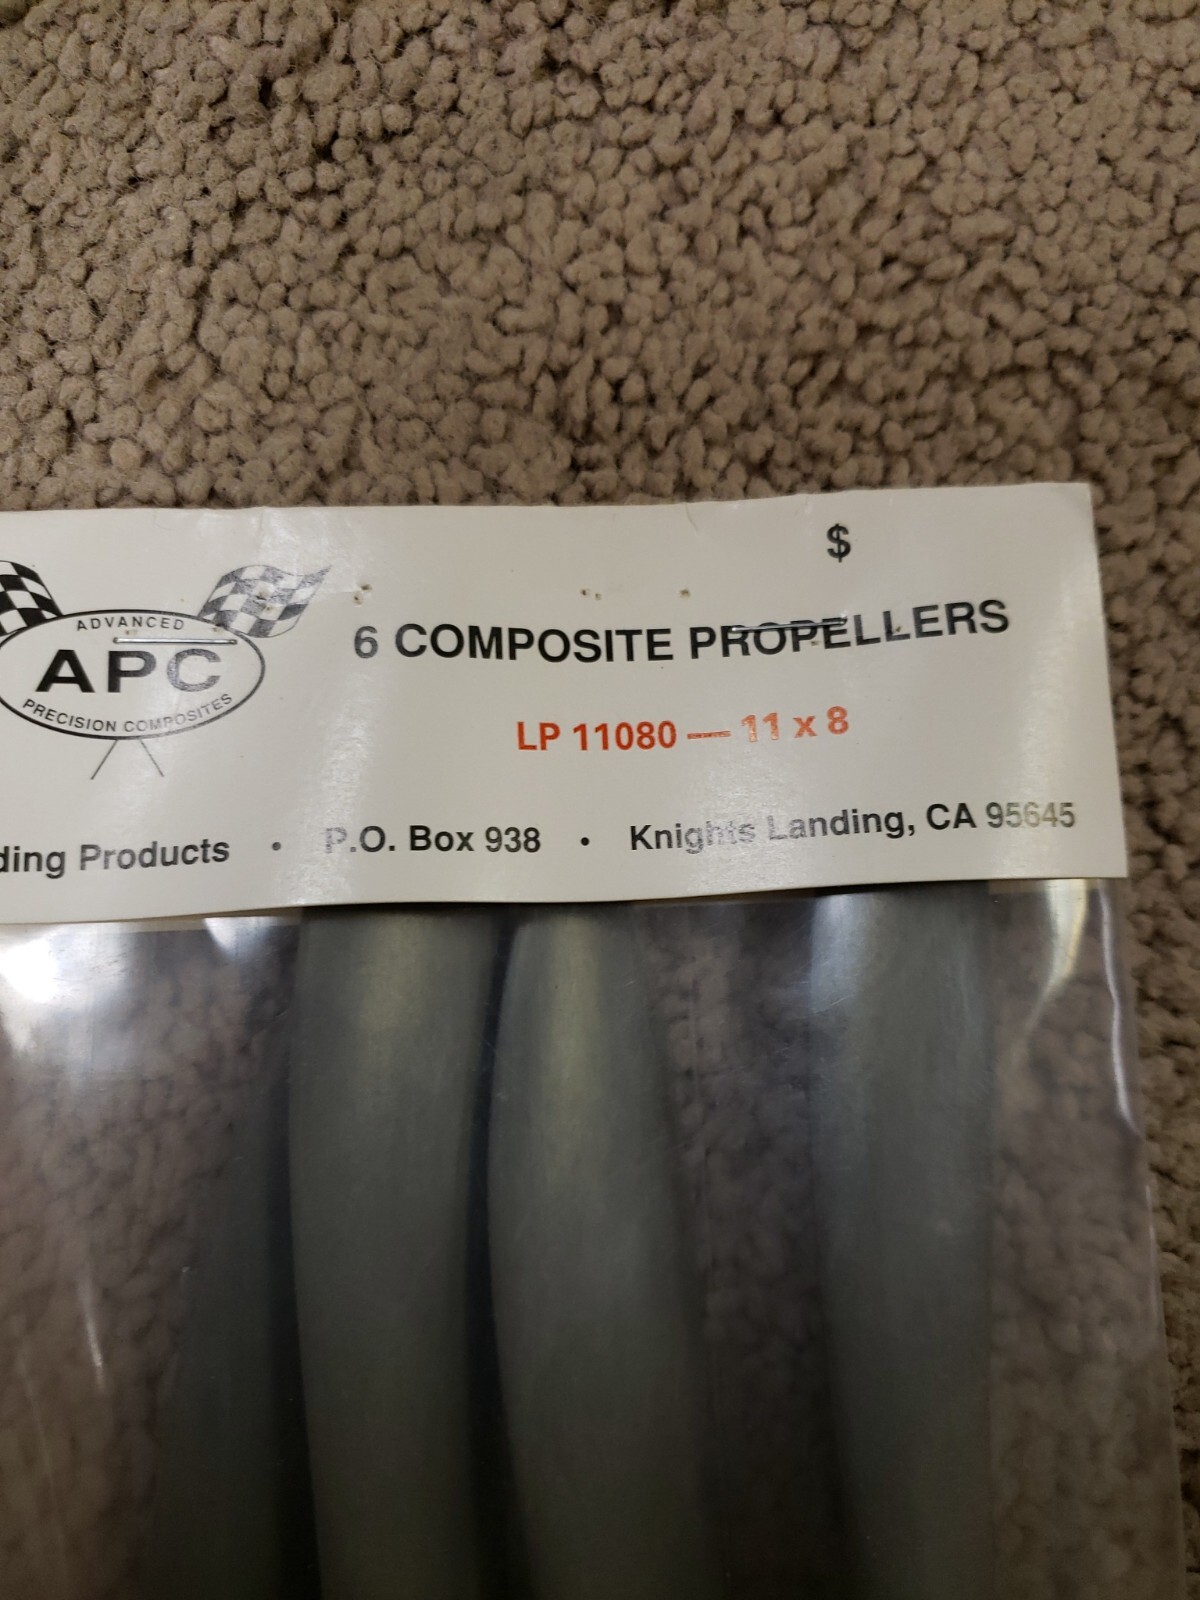 $
ADVANCED
APC
PRECISION COMPOSITES
6 COMPOSITE PROPELLERS
LP 11080 — 11 x 8
ding Products • P.O. Box 938 • Knights Landing, CA 95645